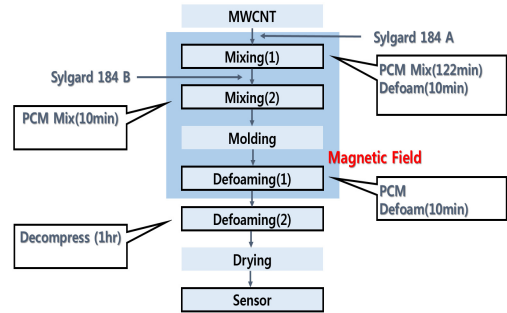 MWCNT
Sylgard 184 A
Mixing(1)
PCM Mix(122min)
Defoam(10min)
Sylgard 184 B
Mixing(2)
PCM Mix(10min)
Molding
Magnetic Field
Defoaming(1)
PCM
Defoam(10min)
Defoaming(2)
Decompress (1hr)
Drying
Sensor